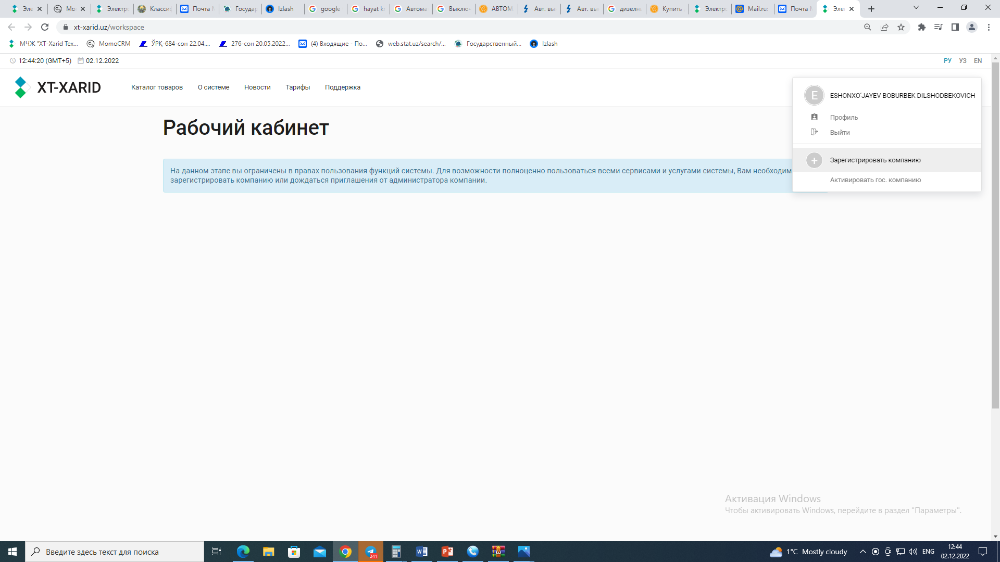 Эле
Mo
Электро
Классис
Почта М
Государ
Izlash
google
hayat k
Автома
Выключ
АВТОМ
Авт. вы
Авт. вы
дизелн
Купить
Электро
Mail.ru:
Почта М
Эле
xt-xarid.uz/workspace
МЧЖ "XT-Xarid Tex...
MomoCRM
ЎРҚ-684-сон 22.04....
276-сон 20.05.2022...
(4) Входящие - По...
web.stat.uz/search/...
Государственный...
Izlash
12:44:20 (GMT+5) 02.12.2022
РУ УЗ EN
XT-XARID
Каталог товаров О системе Новости Тарифы Поддержка
E
ESHONXO‘JAYEV BOBURBEK DILSHODBEKOVICH
Профиль
Выйти
Зарегистрировать компанию
Активировать гос. компанию
Рабочий кабинет
На данном этапе вы ограничены в правах пользования функций системы. Для возможности полноценно пользоваться всеми сервисами и услугами системы, Вам необходим
зарегистрировать компанию или дождаться приглашения от администратора компании.
Активация Windows
Чтобы активировать Windows, перейдите в раздел "Параметры".
Введите здесь текст для поиска
241
1°C Mostly cloudy
ENG
12:44
02.12.2022